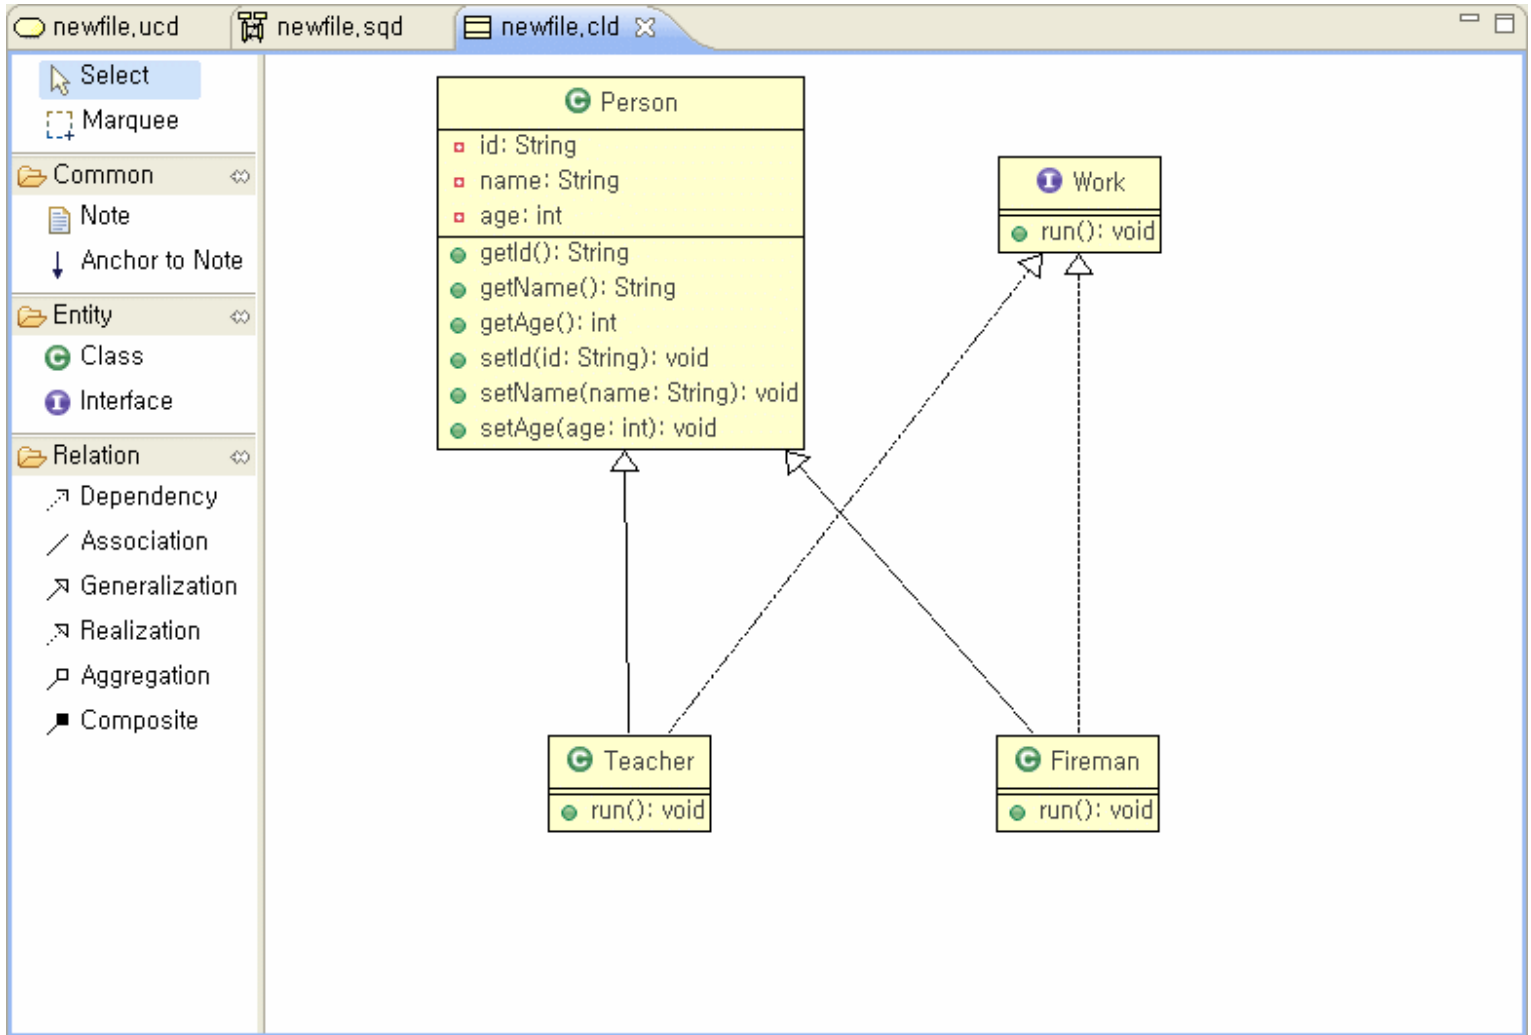 newfile.ucd
newfile.sqd
newfile.cld
Select
Marquee
Common
Note
Anchor to Note
Entity
Class
Interface
Relation
Dependency
Association
Generalization
Realization
Aggregation
Composite
C Person
id: String
name: String
age: int
getId(): String
getName(): String
getAge(): int
setId(id: String): void
setName(name: String): void
setAge(age: int): void
I Work
run(): void
C Teacher
run(): void
C Fireman
run(): void